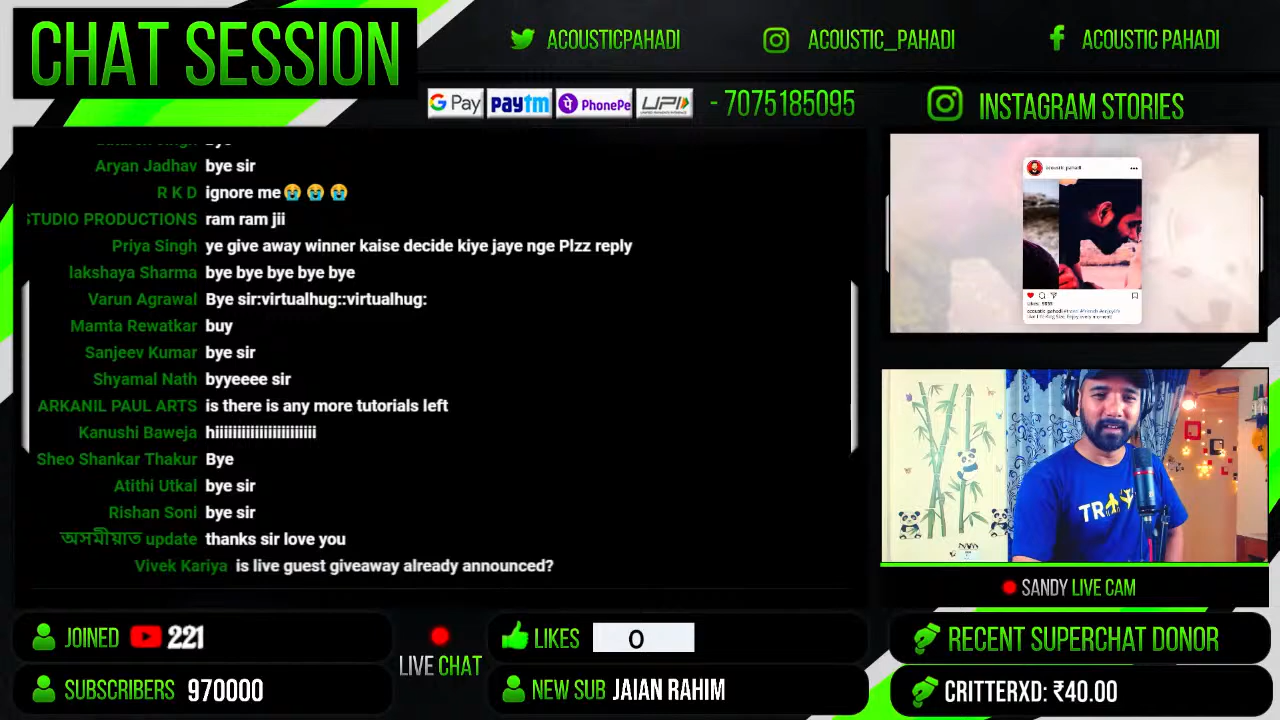 CHAT SESSION
ACOUSTICPAHADI
ACOUSTIC_PAHADI
ACOUSTIC PAHADI
G Pay paytm PhonePe UPI - 7075185095
INSTAGRAM STORIES
Aryan Jadhav bye sir
R K D ignore me😭 😭 😭
STUDIO PRODUCTIONS ram ram jii
Priya Singh ye give away winner kaise decide kiye jaye nge Plzz reply
lakshaya Sharma bye bye bye bye bye
Varun Agrawal Bye sir:virtualhug::virtualhug:
Mamta Rewatkar buy
Sanjeev Kumar bye sir
Shyamal Nath byyeeee sir
ARKANIL PAUL ARTS is there is any more tutorials left
Kanushi Baweja hiiiiiiiiiiiiiiiiiiiiiii
Sheo Shankar Thakur Bye
Atithi Utkal bye sir
Rishan Soni bye sir
অসমীয়াত update thanks sir love you
Vivek Kariya is live guest giveaway already announced?
acoustic pahadi
SANDY LIVE CAM
JOINED 221
LIVE CHAT
LIKES 0
RECENT SUPERCHAT DONOR
SUBSCRIBERS 970000
NEW SUB JAIAN RAHIM
CRITTERXD: ₹40.00